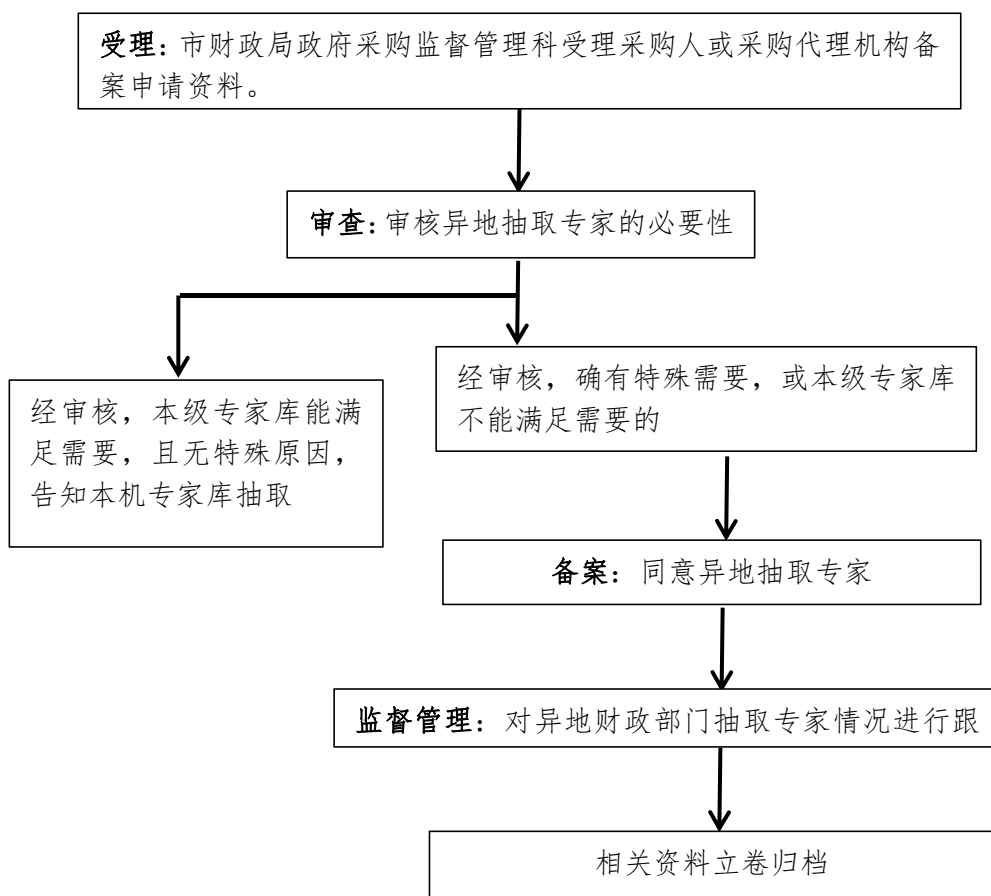 受理：市财政局政府采购监督管理科受理采购人或采购代理机构备
案申请资料。
审查：审核异地抽取专家的必要性
经审核，本级专家库能满
足需要，且无特殊原因，
告知本机专家库抽取
经审核，确有特殊需要，或本级专家库
不能满足需要的
备案：同意异地抽取专家
监督管理：对异地财政部门抽取专家情况进行跟
相关资料立卷归档